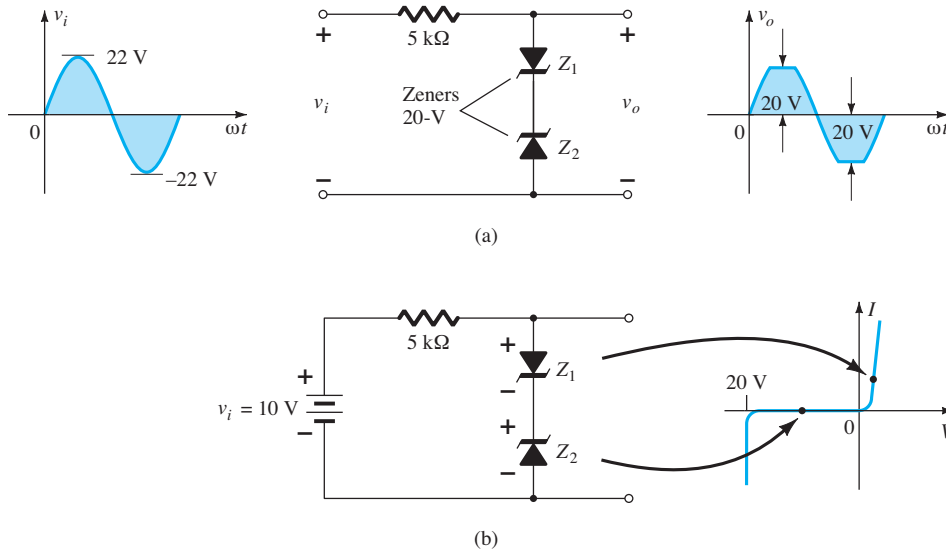 v_i
22 V
0
ωt
–22 V
+
5 kΩ
+
Z_1
Zeners
20-V
v_i
v_o
Z_2
–
–
v_o
20 V
0
20 V
ωt
(a)
5 kΩ
+
Z_1
–
+
v_i = 10 V
–
+
Z_2
–
I
20 V
0
(b)